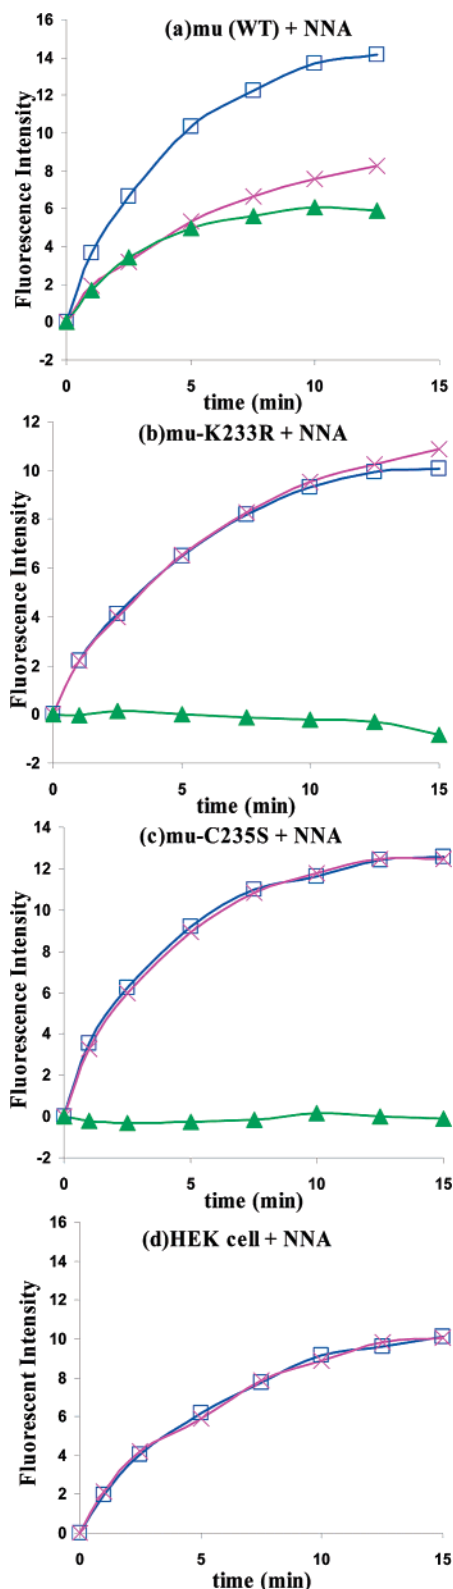 (a)mu (WT) + NNA
16
14
12
10
8
6
4
2
0
-2
Fluorescence Intensity
0 5 10 15
time (min)
(b)mu-K233R + NNA
12
10
8
6
4
2
0
-2
Fluorescence Intensity
0 5 10 15
time (min)
(c)mu-C235S + NNA
14
12
10
8
6
4
2
0
-2
Fluorescence Intensity
0 5 10 15
time (min)
(d)HEK cell + NNA
16
14
12
10
8
6
4
2
0
Fluorescent Intensity
0 5 10 15
time (min)